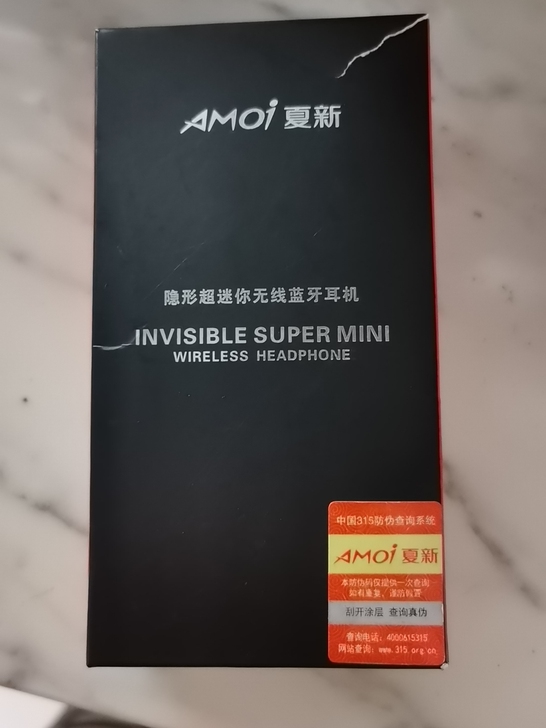 AMOi 夏新
隐形超迷你无线蓝牙耳机
INVISIBLE SUPER MINI
WIRELESS HEADPHONE
中国315防伪查询系统
AMOi 夏新
本防伪码仅提供一次查询
如有重复，谨防假冒
刮开涂层 查询真伪
查询电话：4000615315
网站查询：www.315.org.cn